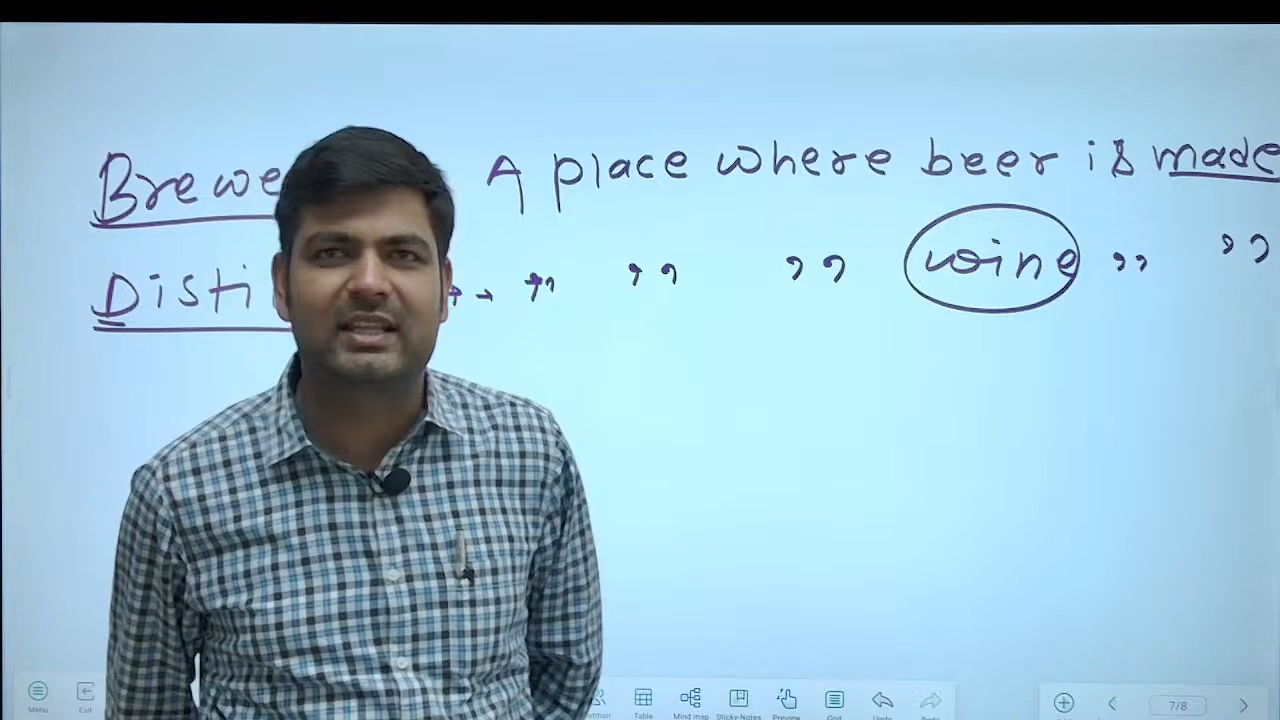 Brewe A place where beer is made
Disti ,, ,, ,, wine ,, ,,
Menu Exit Table Mind map Sticky-Notes Preview Grid Undo Redo 7/8